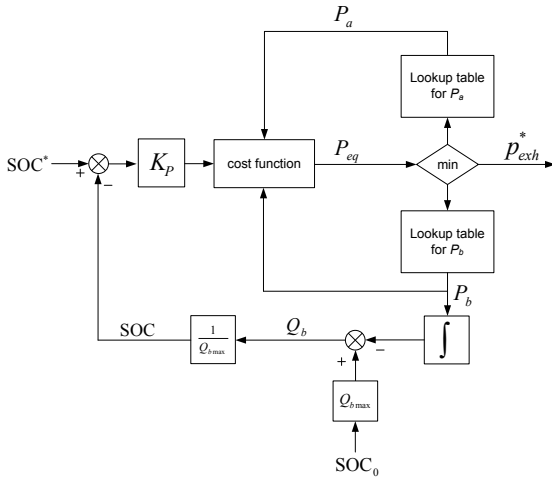 P_a
Lookup table
for P_a
SOC*
+
−
K_P
cost function
P_eq
min
p*_exh
Lookup table
for P_b
P_b
SOC
1
Q_bmax
Q_b
+
−
∫
Q_bmax
SOC_0